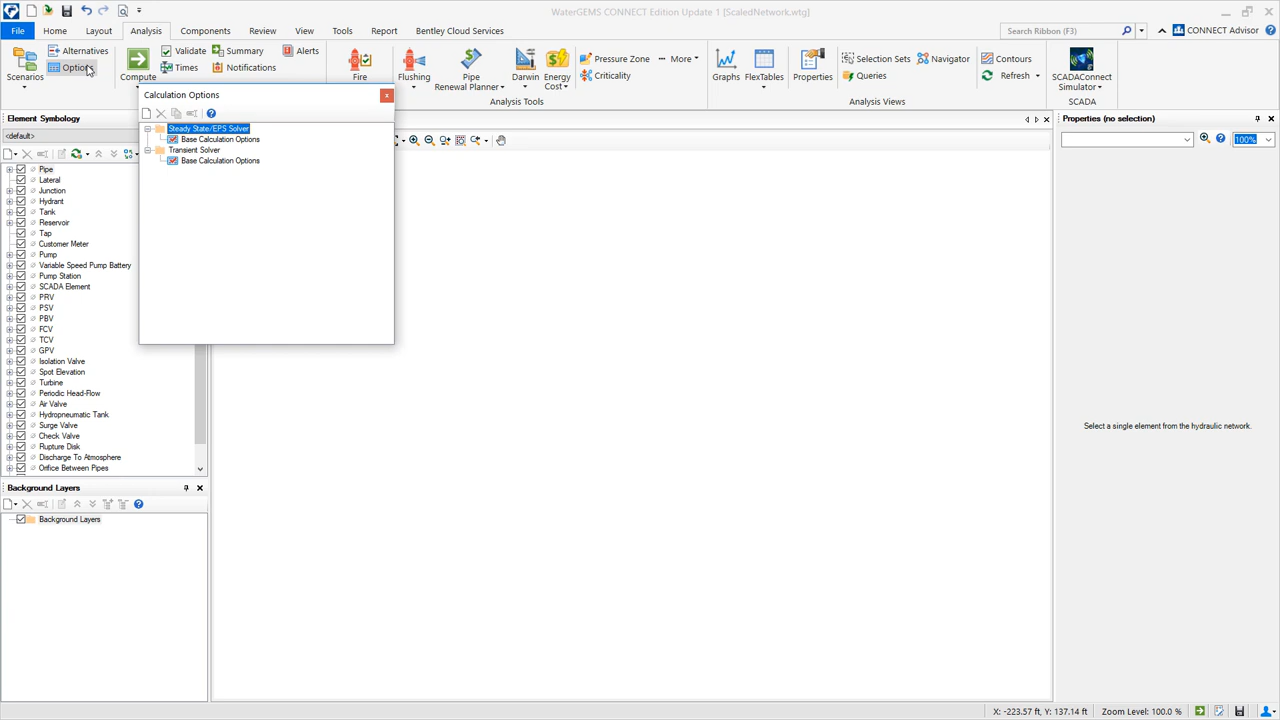 WaterGEMS CONNECT Edition Update 1 [ScaledNetwork.wtg]
File Home Layout Analysis Components Review View Tools Report Bentley Cloud Services
Search Ribbon (F3) CONNECT Advisor
Scenarios
Alternatives
Options
Compute
Validate
Times
Summary
Notifications
Alerts
Fire
Flushing
Pipe Renewal Planner
Darwin
Energy Cost
Pressure Zone
Criticality
More
Analysis Tools
Graphs
FlexTables
Properties
Selection Sets
Queries
Navigator
Contours
Refresh
Analysis Views
SCADAConnect Simulator
SCADA
Calculation Options
Steady State/EPS Solver
Base Calculation Options
Transient Solver
Base Calculation Options
Element Symbology
<default>
Pipe
Lateral
Junction
Hydrant
Tank
Reservoir
Tap
Customer Meter
Pump
Variable Speed Pump Battery
Pump Station
SCADA Element
PRV
PSV
PBV
FCV
TCV
GPV
Isolation Valve
Spot Elevation
Turbine
Periodic Head-Flow
Air Valve
Hydropneumatic Tank
Surge Valve
Check Valve
Rupture Disk
Discharge To Atmosphere
Orifice Between Pipes
Background Layers
Background Layers
Properties (no selection)
100%
Select a single element from the hydraulic network.
X: -223.57 ft, Y: 137.14 ft Zoom Level: 100.0 %